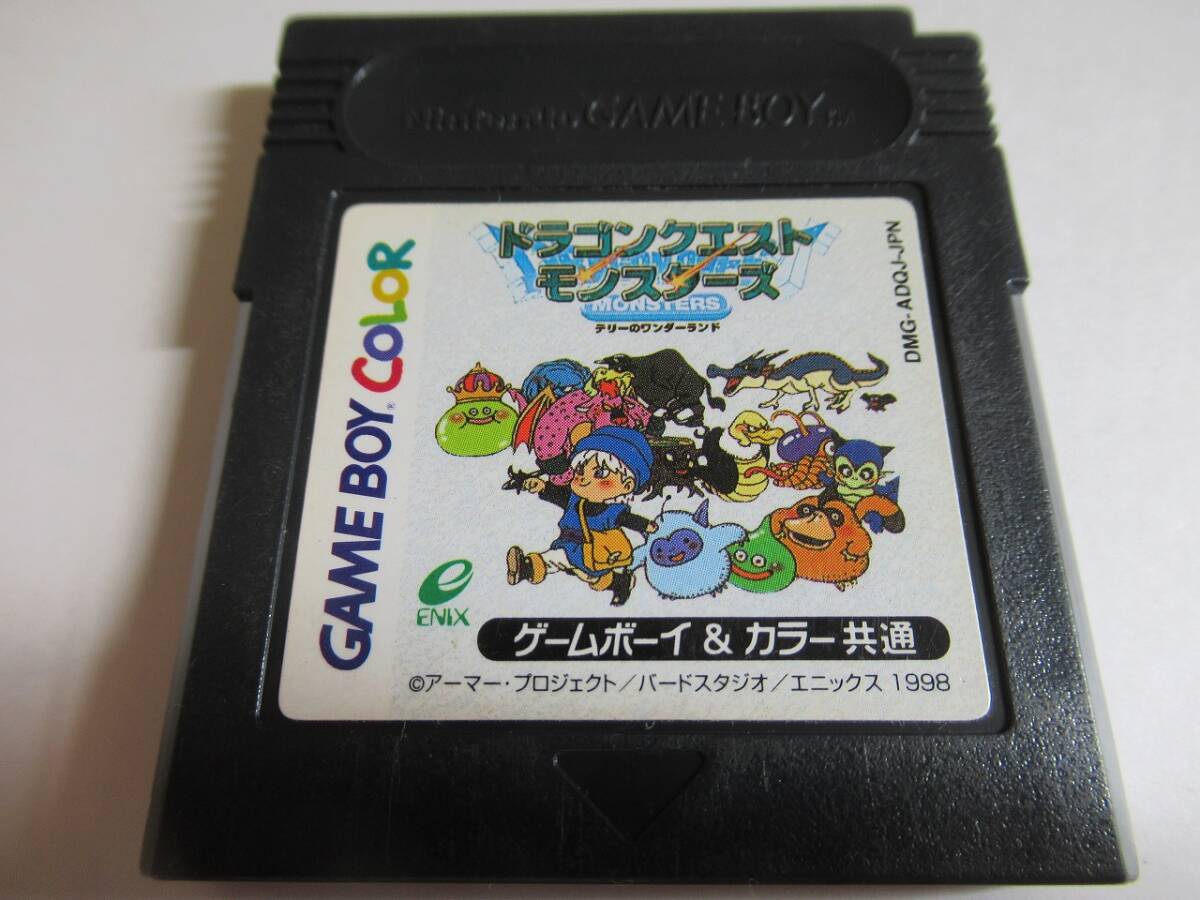 Nintendo GAME BOY TM
ドラゴンクエスト
モンスターズ
MONSTERS
テリーのワンダーランド
DMG-ADQJ-JPN
GAME BOY® COLOR
ENIX
ゲームボーイ & カラー共通
©アーマー・プロジェクト/バードスタジオ/エニックス 1998